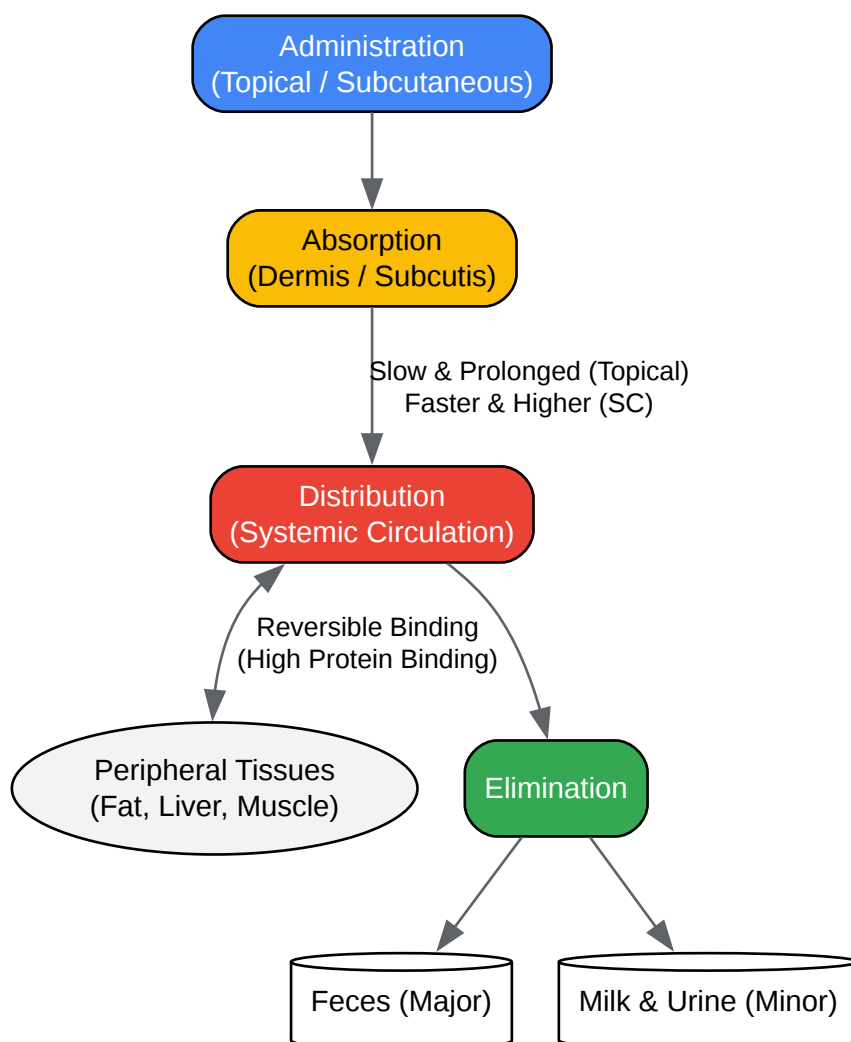 Administration
(Topical / Subcutaneous)
Absorption
(Dermis / Subcutis)
Slow & Prolonged (Topical)
Faster & Higher (SC)
Distribution
(Systemic Circulation)
Reversible Binding
(High Protein Binding)
Peripheral Tissues
(Fat, Liver, Muscle)
Elimination
Feces (Major)
Milk & Urine (Minor)